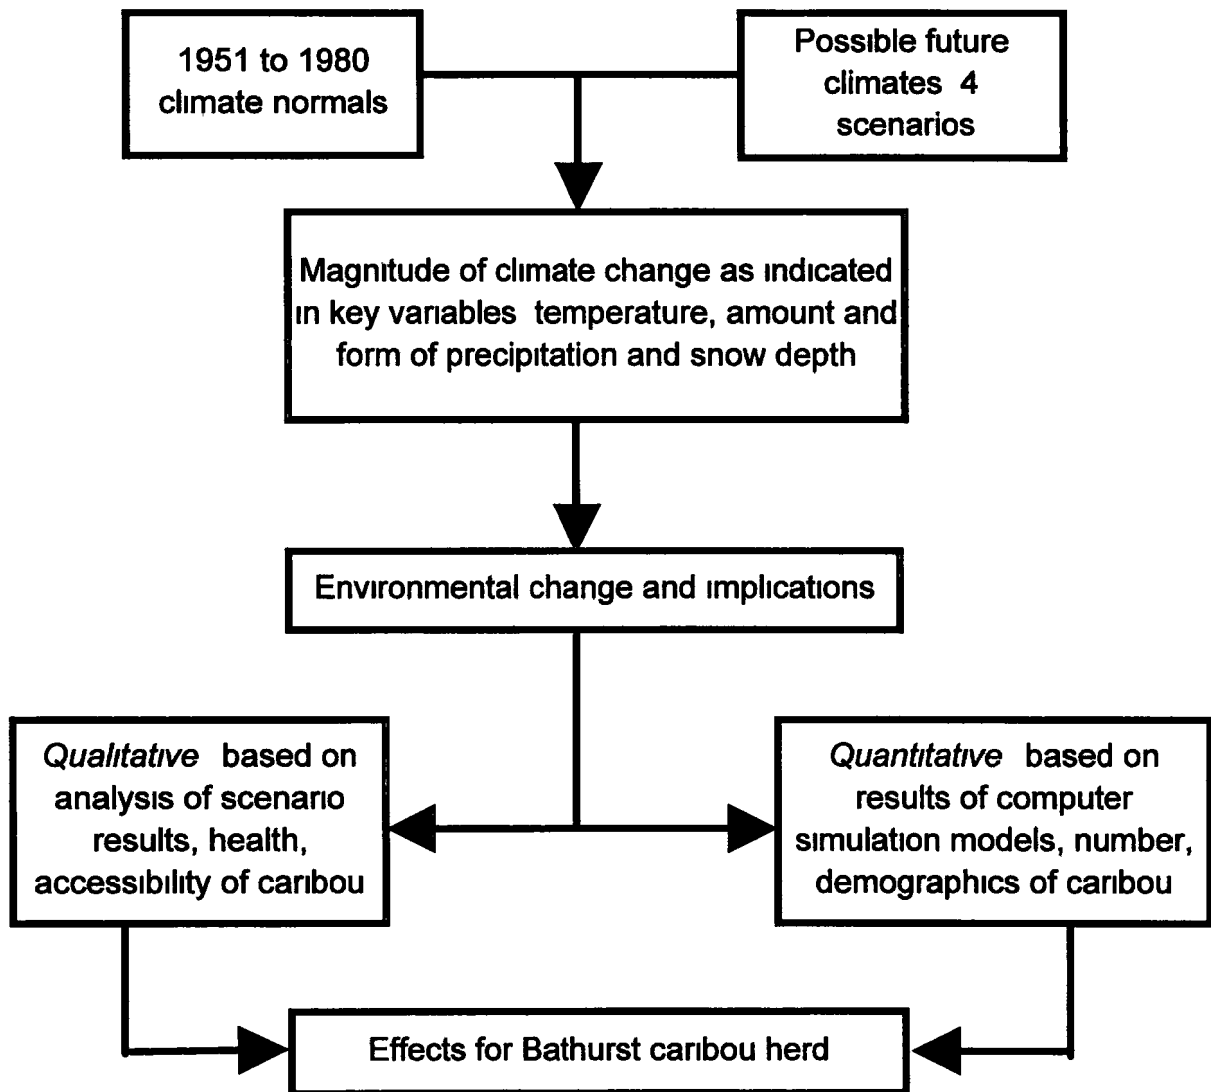 1951 to 1980
climate normals
Possible future
climates 4
scenarios
Magnitude of climate change as indicated
in key variables temperature, amount and
form of precipitation and snow depth
Environmental change and implications
Qualitative based on
analysis of scenario
results, health,
accessibility of caribou
Quantitative based on
results of computer
simulation models, number,
demographics of caribou
Effects for Bathurst caribou herd